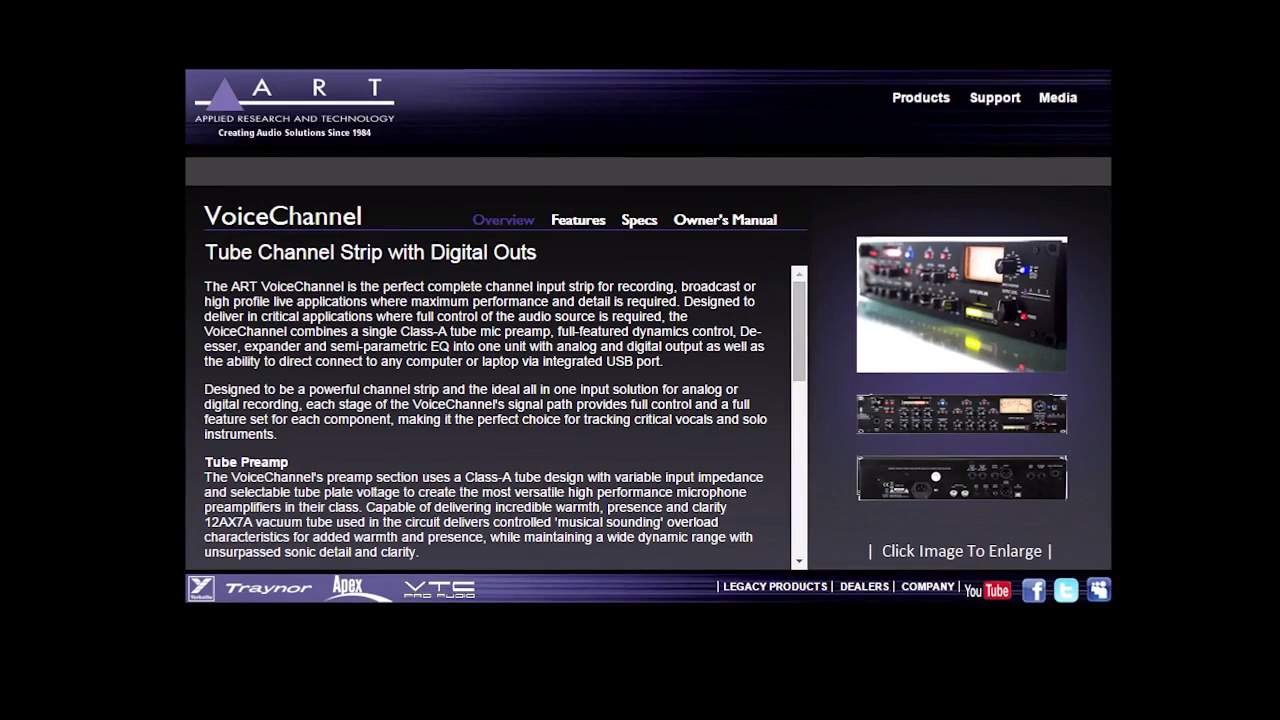 A R T
APPLIED RESEARCH AND TECHNOLOGY
Creating Audio Solutions Since 1984
Products Support Media
VoiceChannel
Overview Features Specs Owner's Manual
Tube Channel Strip with Digital Outs
The ART VoiceChannel is the perfect complete channel input strip for recording, broadcast or
high profile live applications where maximum performance and detail is required. Designed to
deliver in critical applications where full control of the audio source is required, the
VoiceChannel combines a single Class-A tube mic preamp, full-featured dynamics control, De-
esser, expander and semi-parametric EQ into one unit with analog and digital output as well as
the ability to direct connect to any computer or laptop via integrated USB port.
Designed to be a powerful channel strip and the ideal all in one input solution for analog or
digital recording, each stage of the VoiceChannel's signal path provides full control and a full
feature set for each component, making it the perfect choice for tracking critical vocals and solo
instruments.
Tube Preamp
The VoiceChannel's preamp section uses a Class-A tube design with variable input impedance
and selectable tube plate voltage to create the most versatile high performance microphone
preamplifiers in their class. Capable of delivering incredible warmth, presence and clarity
12AX7A vacuum tube used in the circuit delivers controlled 'musical sounding' overload
characteristics for added warmth and presence, while maintaining a wide dynamic range with
unsurpassed sonic detail and clarity.
| Click Image To Enlarge |
Yorkville Traynor Apex VTC PRO AUDIO
| LEGACY PRODUCTS | DEALERS | COMPANY | YouTube f t